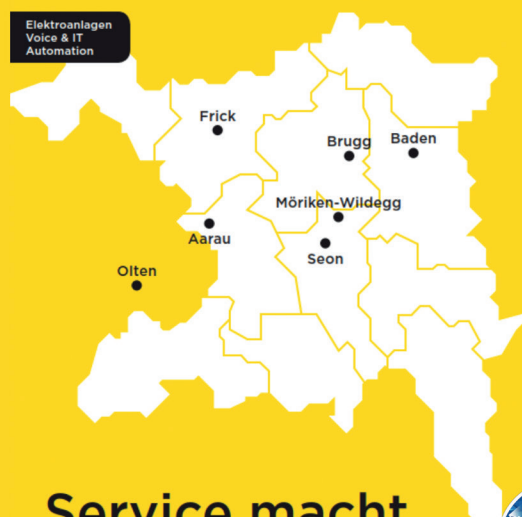 Elektroanlagen
Voice & IT
Automation
Frick
Brugg
Baden
Möriken-Wildegg
Aarau
Seon
Olten
Service macht